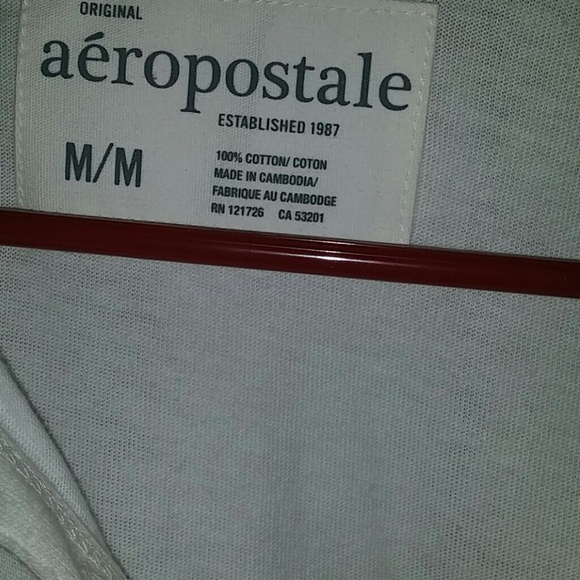 ORIGINAL
aéropostale
ESTABLISHED 1987
M/M
100% COTTON/ COTON
MADE IN CAMBODIA/
FABRIQUE AU CAMBODGE
RN 121726 CA 53201